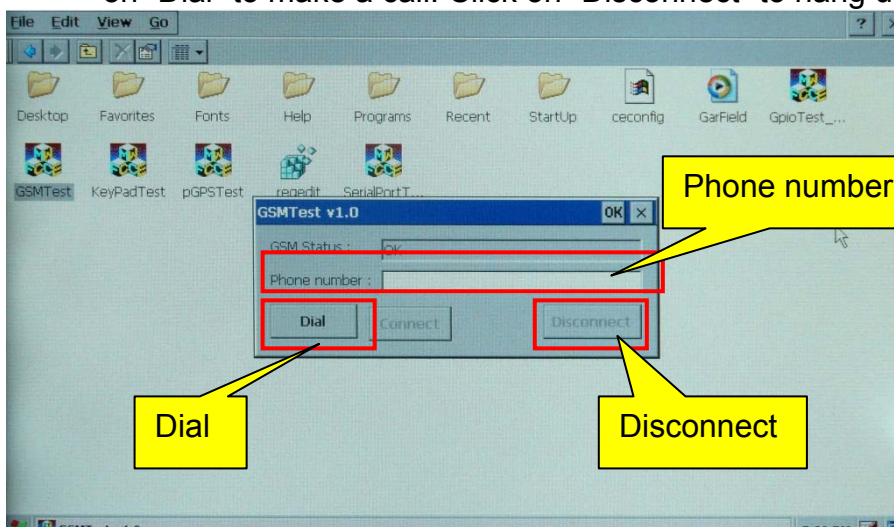 on "Dial" to make a call. Click on "Disconnect" to hang u
File Edit View Go ?
Desktop Favorites Fonts Help Programs Recent StartUp ceconfig GarField GpioTest_...
GSMTest KeyPadTest pGPSTest regedit SerialPortT...
Phone number
GSMTest v1.0 OK ×
GSM Status : OK
Phone number :
Dial Connect Disconnect
Dial Disconnect